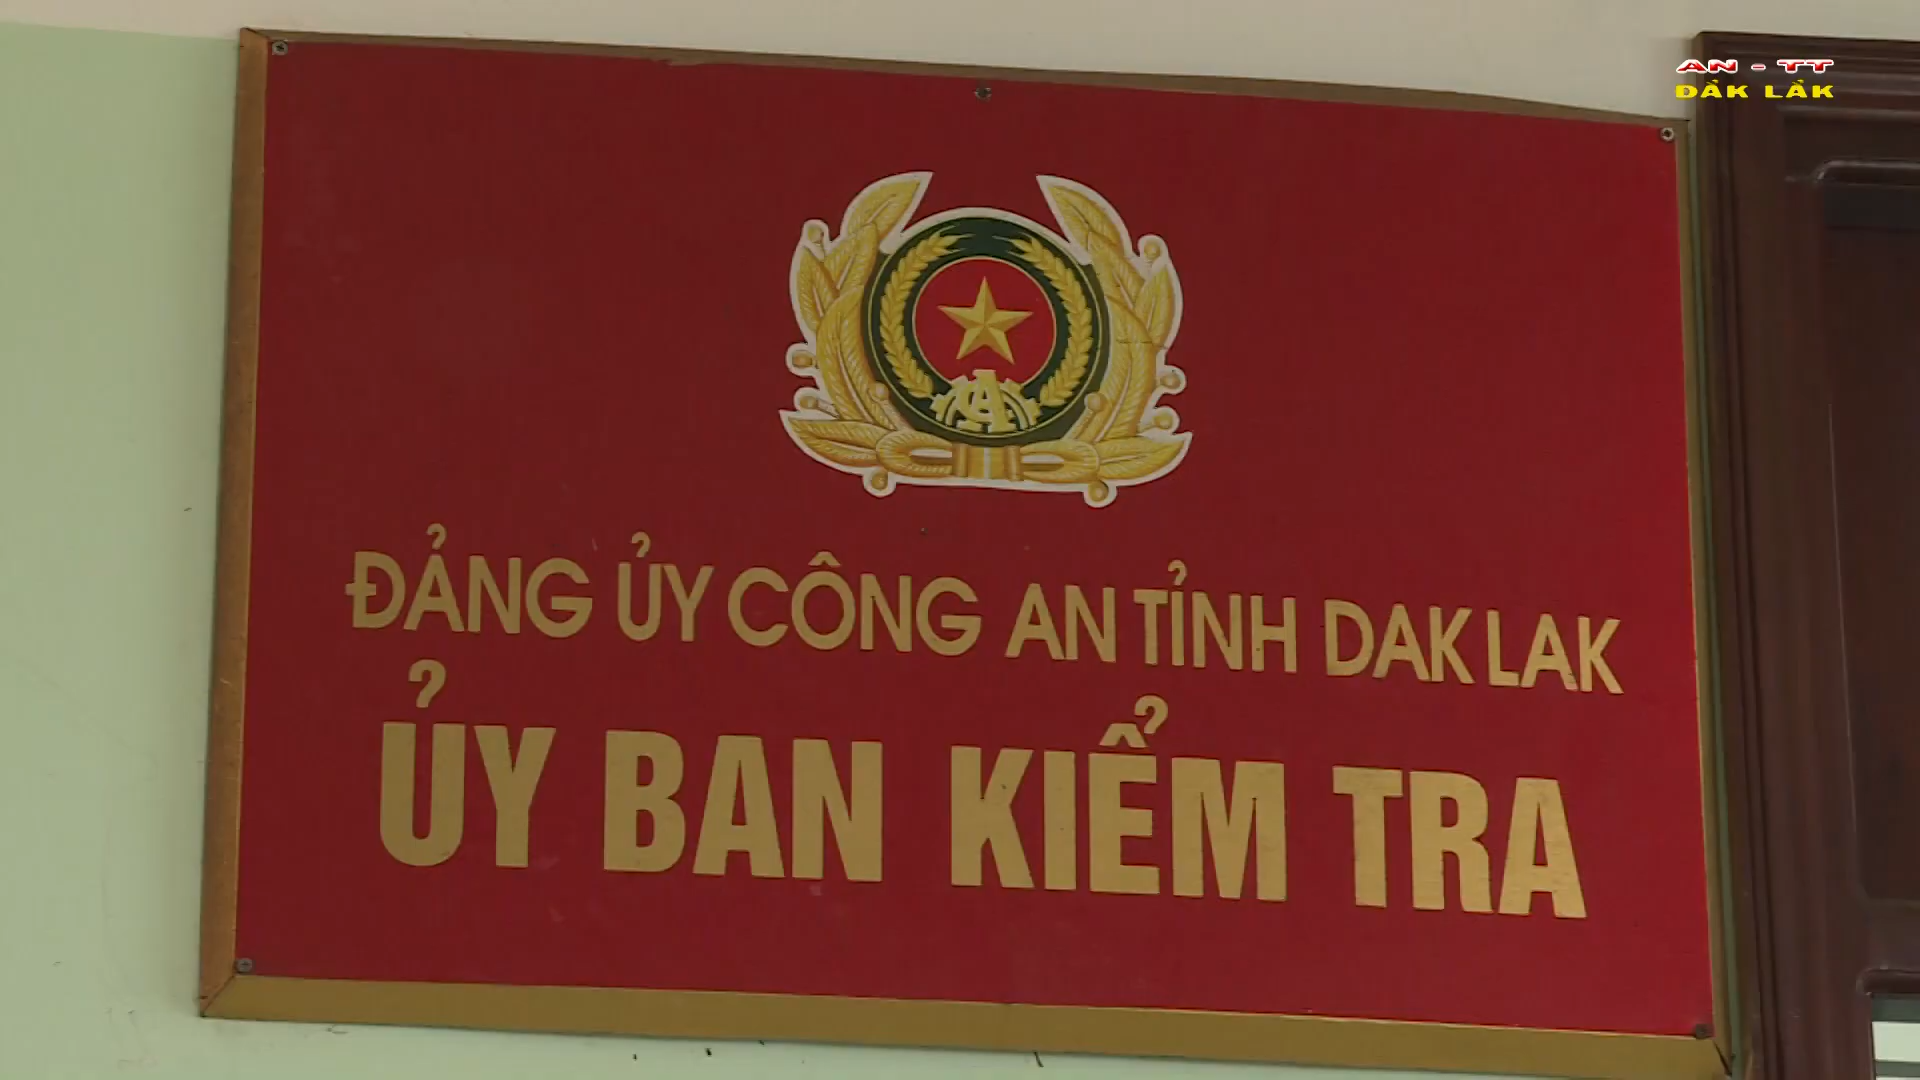 AN - TT
ĐẮK LẮK
ĐẢNG ỦY CÔNG AN TỈNH DAK LAK
ỦY BAN KIỂM TRA